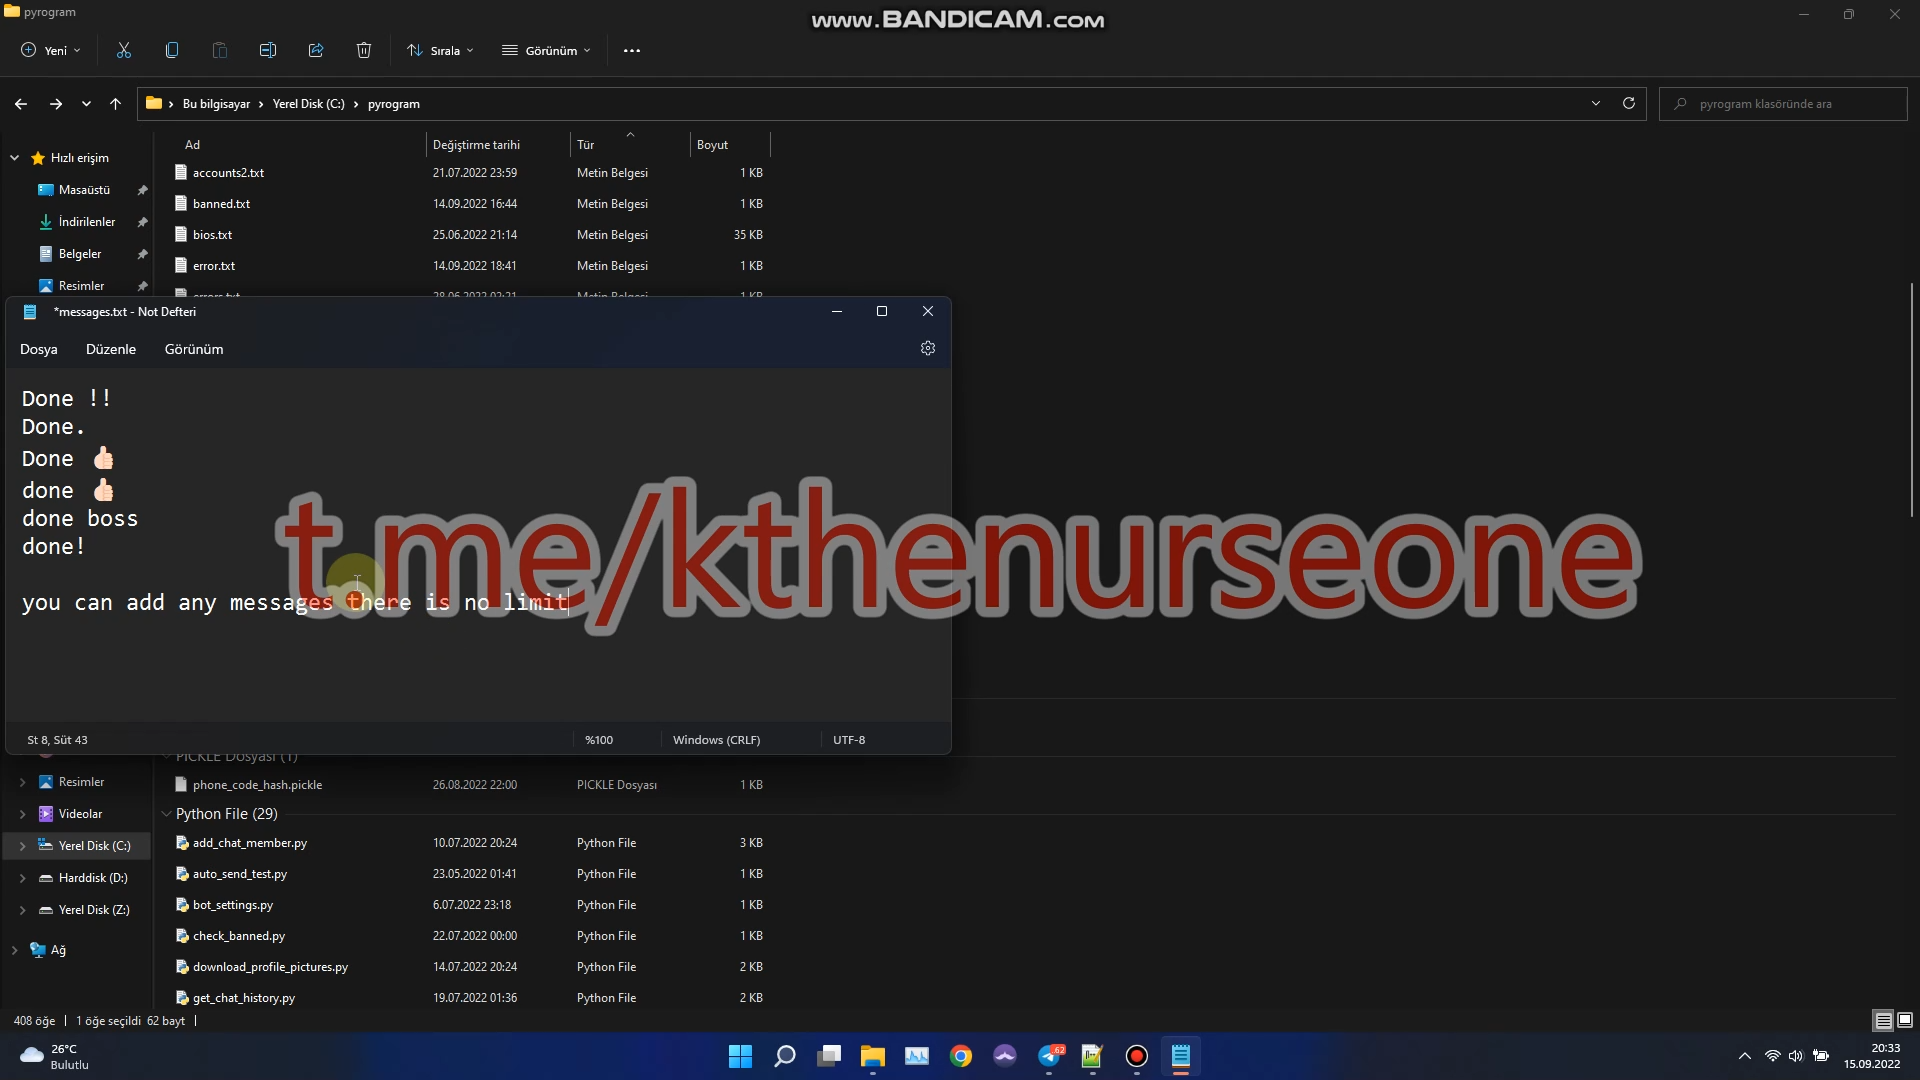 pyrogram
www.BANDICAM.com
Yeni
Sırala
Görünüm
Bu bilgisayar
Yerel Disk (C:)
pyrogram
pyrogram klasöründe ara
Ad
Değiştirme tarihi
Tür
Boyut
Hızlı erişim
Masaüstü
İndirilenler
Belgeler
Resimler
accounts2.txt 21.07.2022 23:59 Metin Belgesi 1 KB
banned.txt 14.09.2022 16:44 Metin Belgesi 1 KB
bios.txt 25.06.2022 21:14 Metin Belgesi 35 KB
error.txt 14.09.2022 18:41 Metin Belgesi 1 KB
*messages.txt - Not Defteri
Dosya
Düzenle
Görünüm
Done !!
Done.
Done 👍🏻
done 👍🏻
done boss
done!
you can add any messages there is no limit
t.me/kthenurseone
St 8, Süt 43
%100
Windows (CRLF)
UTF-8
PICKLE Dosyası (1)
phone_code_hash.pickle 26.08.2022 22:00 PICKLE Dosyası 1 KB
Python File (29)
add_chat_member.py 10.07.2022 20:24 Python File 3 KB
auto_send_test.py 23.05.2022 01:41 Python File 1 KB
bot_settings.py 6.07.2022 23:18 Python File 1 KB
check_banned.py 22.07.2022 00:00 Python File 1 KB
download_profile_pictures.py 14.07.2022 20:24 Python File 2 KB
get_chat_history.py 19.07.2022 01:36 Python File 2 KB
Resimler
Videolar
Yerel Disk (C:)
Harddisk (D:)
Yerel Disk (Z:)
Ağ
408 öğe
1 öğe seçildi 62 bayt
26°C
Bulutlu
62
20:33
15.09.2022